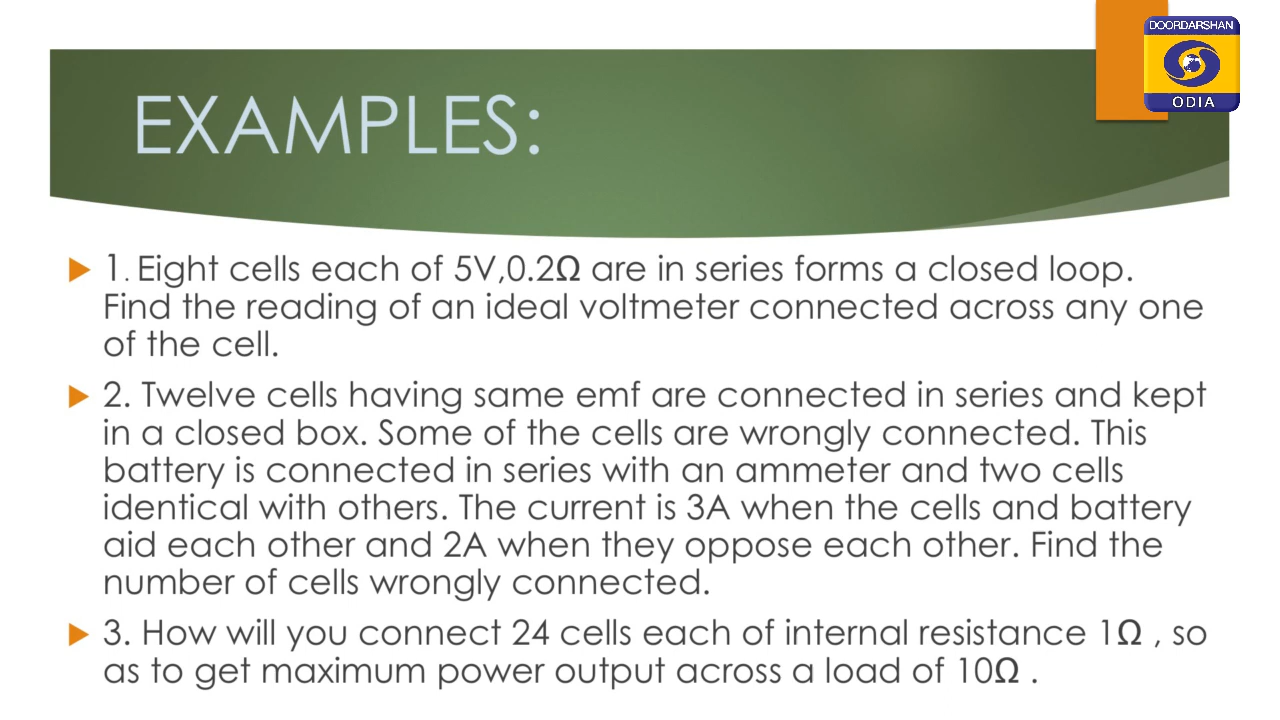 DOORDARSHAN
ODIA
EXAMPLES:
1. Eight cells each of 5V,0.2Ω are in series forms a closed loop.
Find the reading of an ideal voltmeter connected across any one
of the cell.
2. Twelve cells having same emf are connected in series and kept
in a closed box. Some of the cells are wrongly connected. This
battery is connected in series with an ammeter and two cells
identical with others. The current is 3A when the cells and battery
aid each other and 2A when they oppose each other. Find the
number of cells wrongly connected.
3. How will you connect 24 cells each of internal resistance 1Ω , so
as to get maximum power output across a load of 10Ω .